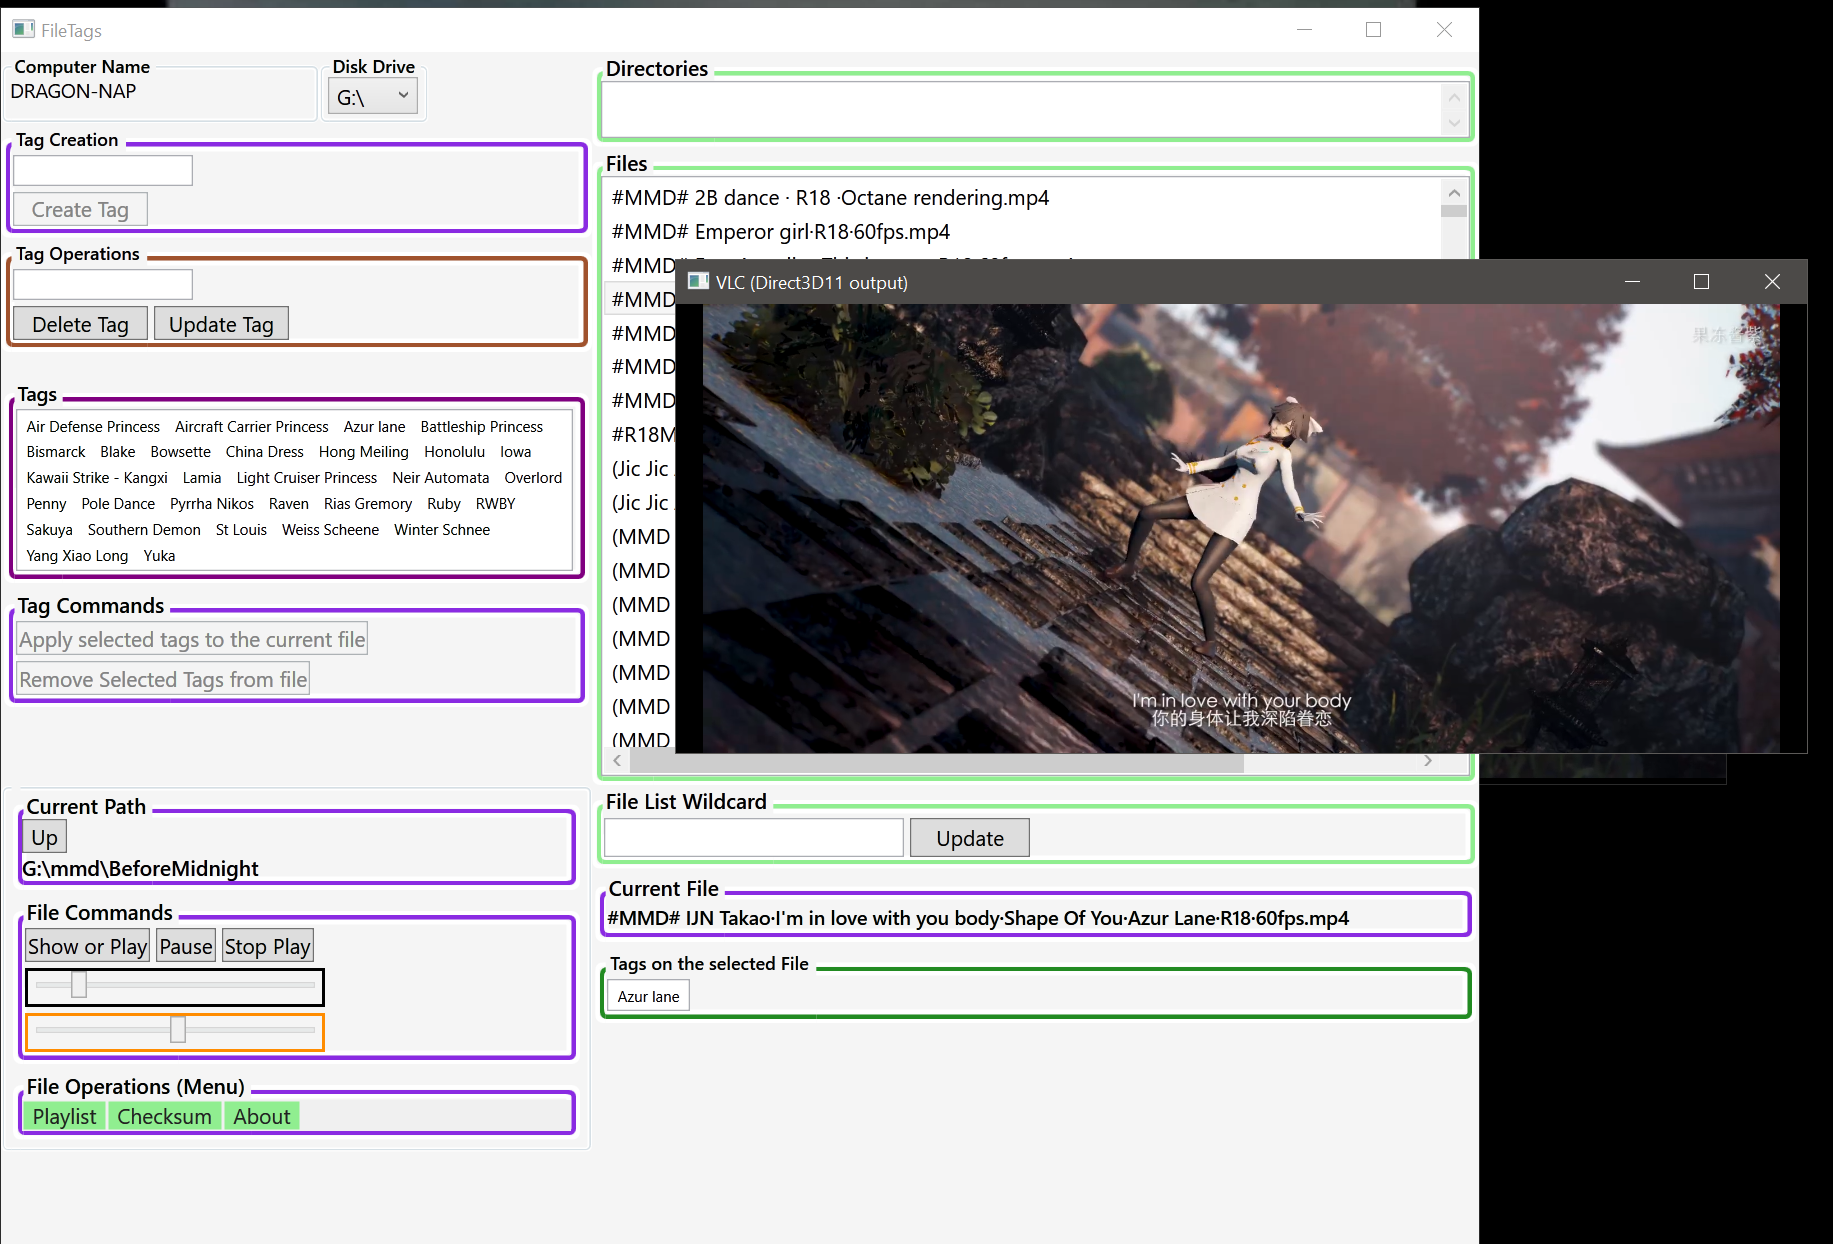 FileTags
Computer Name
DRAGON-NAP
Disk Drive
G:\
Tag Creation
Create Tag
Tag Operations
Delete Tag Update Tag
Tags
Air Defense Princess Aircraft Carrier Princess Azur lane Battleship Princess
Bismarck Blake Bowsette China Dress Hong Meiling Honolulu Iowa
Kawaii Strike - Kangxi Lamia Light Cruiser Princess Neir Automata Overlord
Penny Pole Dance Pyrrha Nikos Raven Rias Gremory Ruby RWBY
Sakuya Southern Demon St Louis Weiss Scheene Winter Schnee
Yang Xiao Long Yuka
Tag Commands
Apply selected tags to the current file
Remove Selected Tags from file
Current Path
Up
G:\mmd\BeforeMidnight
File Commands
Show or Play Pause Stop Play
File Operations (Menu)
Playlist Checksum About
Directories
Files
#MMD# 2B dance · R18 ·Octane rendering.mp4
#MMD# Emperor girl·R18·60fps.mp4
#MMD
#MMD
#MMD
#MMD
#MMD
#R18M
(Jic Jic
(Jic Jic
(MMD
(MMD
(MMD
(MMD
(MMD
(MMD
(MMD
VLC (Direct3D11 output)
I'm in love with your body
你的身体让我深陷眷恋
File List Wildcard
Update
Current File
#MMD# IJN Takao·I'm in love with you body·Shape Of You·Azur Lane·R18·60fps.mp4
Tags on the selected File
Azur lane